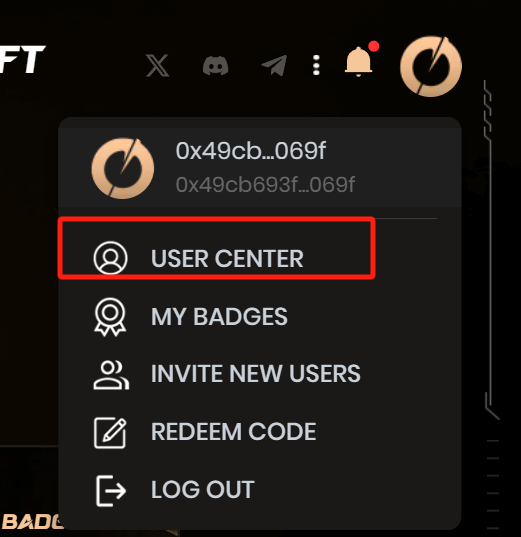 FT
0x49cb...069f
0x49cb693f...069f
USER CENTER
MY BADGES
INVITE NEW USERS
REDEEM CODE
LOG OUT
BADG